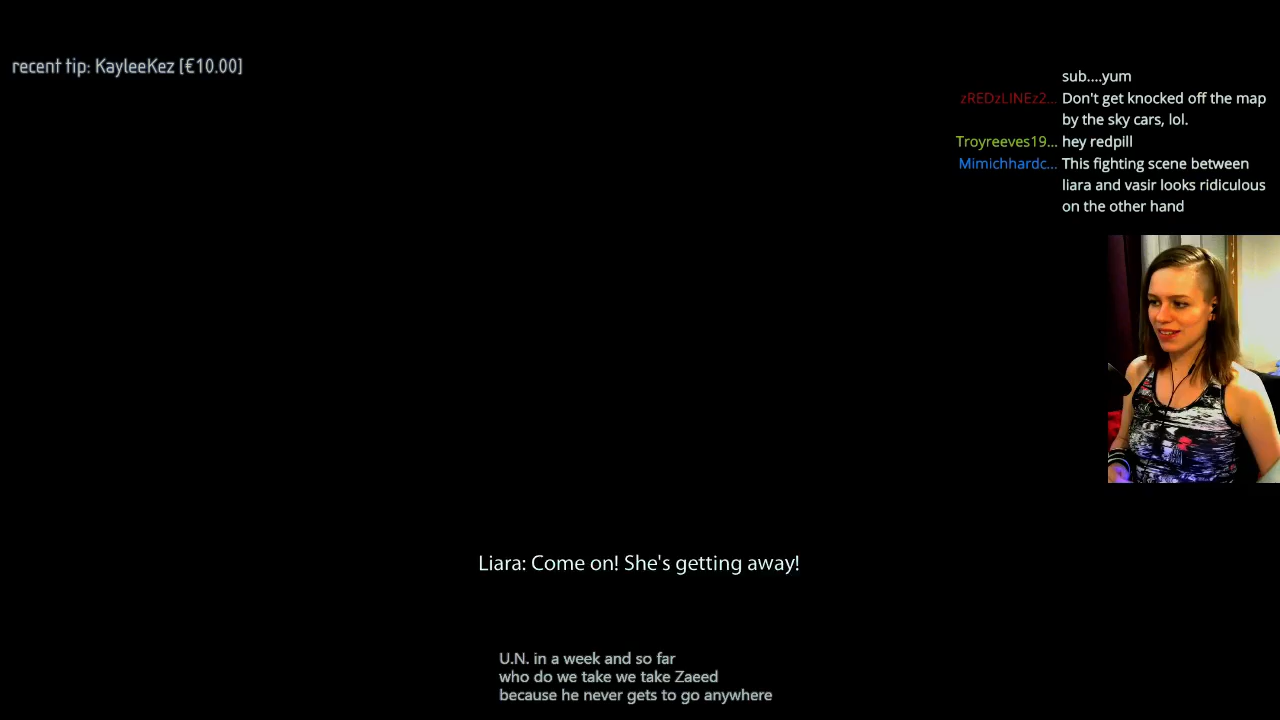 recent tip: KayleeKez [€10.00]
sub....yum
zREDzLINEz2... Don't get knocked off the map
by the sky cars, lol.
Troyreeves19... hey redpill
Mimichhardc... This fighting scene between
liara and vasir looks ridiculous
on the other hand
Liara: Come on! She's getting away!
U.N. in a week and so far
who do we take we take Zaeed
because he never gets to go anywhere